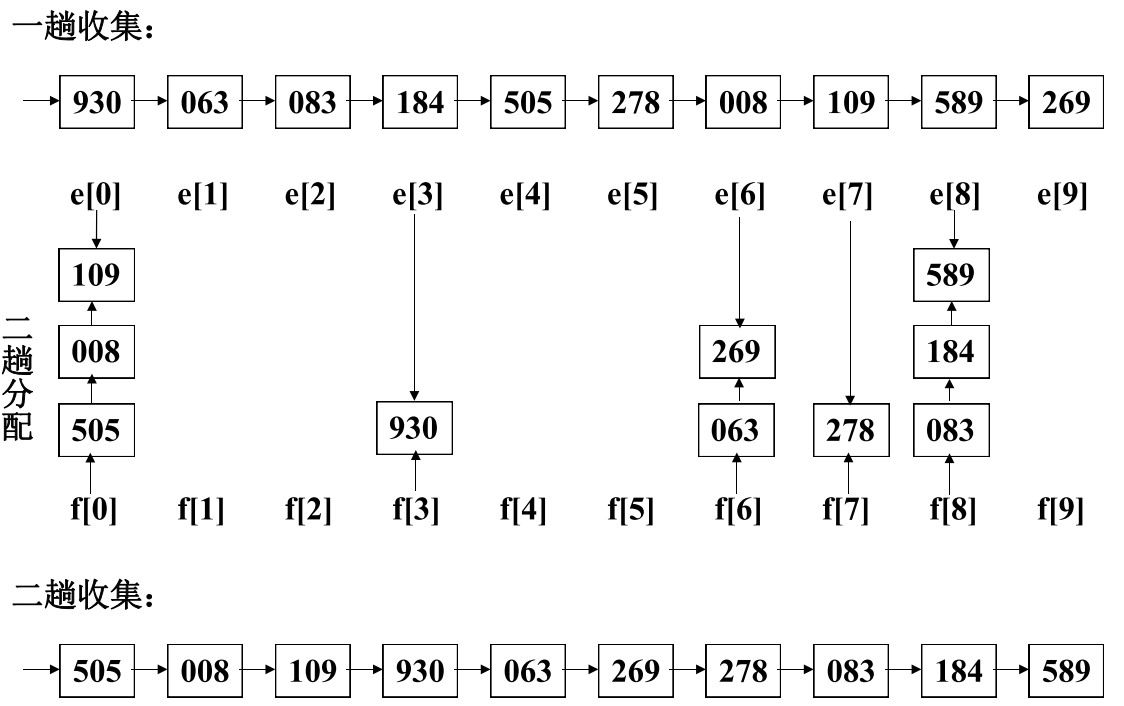 一趟收集：
930 063 083 184 505 278 008 109 589 269
e[0] e[1] e[2] e[3] e[4] e[5] e[6] e[7] e[8] e[9]
109 589
二趟分配
008 269 184
505 930 063 278 083
f[0] f[1] f[2] f[3] f[4] f[5] f[6] f[7] f[8] f[9]
二趟收集：
505 008 109 930 063 269 278 083 184 589